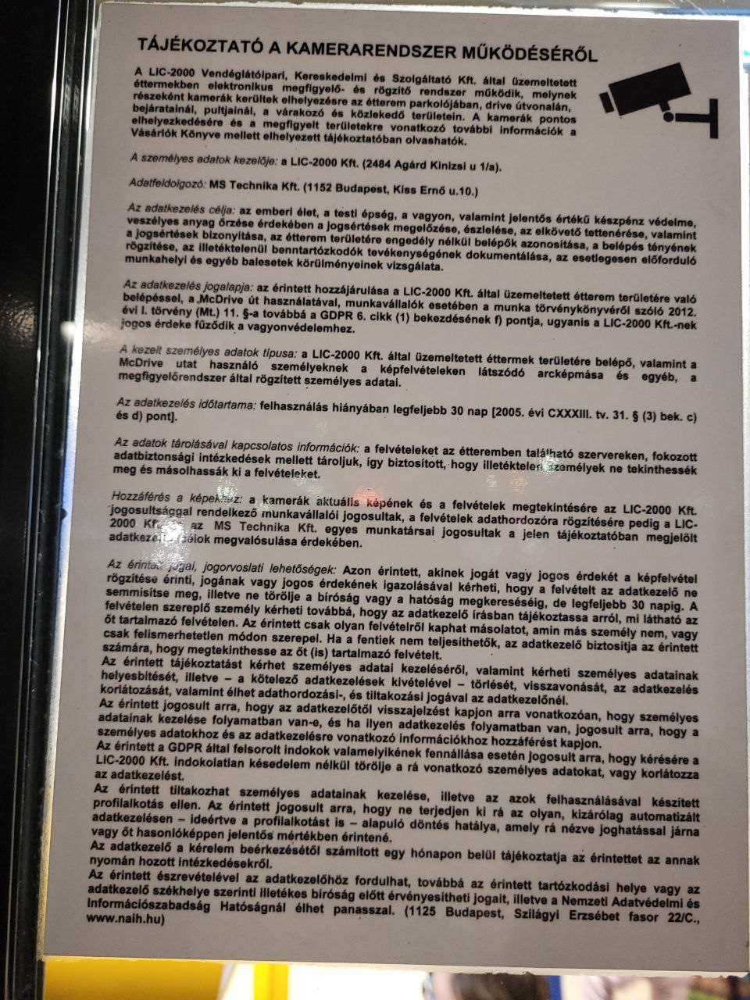 TÁJÉKOZTATÓ A KAMERARENDSZER MŰKÖDÉSÉRŐL
A LIC-2000 Vendéglátóipari, Kereskedelmi és Szolgáltató Kft. által üzemeltetett
éttermekben elektronikus megfigyelő- és rögzítő rendszer működik, melynek
részeként kamerák kerültek elhelyezésre az étterem parkolójában, drive útvonalán,
bejáratainál, pultjainál, a várakozó és közlekedő területein. A kamerák pontos
elhelyezkedésére és a megfigyelt területekre vonatkozó további információk a
Vásárlók Könyve mellett elhelyezett tájékoztatóban olvashatók.
A személyes adatok kezelője: a LIC-2000 Kft. (2484 Agárd Kinizsi u 1/a).
Adatfeldolgozó: MS Technika Kft. (1152 Budapest, Kiss Ernő u.10.)
Az adatkezelés célja: az emberi élet, a testi épség, a vagyon, valamint jelentős értékű készpénz védelme,
veszélyes anyag őrzése érdekében a jogsértések megelőzése, észlelése, az elkövető tettenérése, valamint
a jogsértések bizonyítása, az étterem területére engedély nélkül belépők azonosítása, a belépés tényének
rögzítése, az illetéktelenül benntartózkodók tevékenységének dokumentálása, az esetlegesen előforduló
munkahelyi és egyéb balesetek körülményeinek vizsgálata.
Az adatkezelés jogalapja: az érintett hozzájárulása a LIC-2000 Kft. által üzemeltetett étterem területére való
belépéssel, a McDrive út használatával, munkavállalók esetében a munka törvénykönyvéről szóló 2012.
évi I. törvény (Mt.) 11. §-a továbbá a GDPR 6. cikk (1) bekezdésének f) pontja, ugyanis a LIC-2000 Kft.-nek
jogos érdeke fűződik a vagyonvédelemhez.
A kezelt személyes adatok típusa: a LIC-2000 Kft. által üzemeltetett éttermek területére belépő, valamint a
McDrive utat használó személyeknek a képfelvételeken látszódó arcképmása és egyéb, a
megfigyelőrendszer által rögzített személyes adatai.
Az adatkezelés időtartama: felhasználás hiányában legfeljebb 30 nap [2005. évi CXXXIII. tv. 31. § (3) bek. c)
és d) pont].
Az adatok tárolásával kapcsolatos információk: a felvételeket az étteremben található szervereken, fokozott
adatbiztonsági intézkedések mellett tároljuk, így biztosított, hogy illetéktelen személyek ne tekinthessék
meg és másolhassák ki a felvételeket.
Hozzáférés a képekhez: a kamerák aktuális képének és a felvételek megtekintésére az LIC-2000 Kft.
jogosultsággal rendelkező munkavállalói jogosultak, a felvételek adathordozóra rögzítésére pedig a LIC-
2000 Kft. az MS Technika Kft. egyes munkatársai jogosultak a jelen tájékoztatóban megjelölt
adatkezelési célok megvalósulása érdekében.
Az érintett jogai, jogorvoslati lehetőségek: Azon érintett, akinek jogát vagy jogos érdekét a képfelvétel
rögzítése érinti, jogának vagy jogos érdekének igazolásával kérheti, hogy a felvételt az adatkezelő ne
semmisítse meg, illetve ne törölje a bíróság vagy a hatóság megkereséséig, de legfeljebb 30 napig. A
felvételen szereplő személy kérheti továbbá, hogy az adatkezelő írásban tájékoztassa arról, mi látható az
őt tartalmazó felvételen. Az érintett csak olyan felvételről kaphat másolatot, amin más személy nem, vagy
csak felismerhetetlen módon szerepel. Ha a fentiek nem teljesíthetők, az adatkezelő biztosítja az érintett
számára, hogy megtekinthesse az őt (is) tartalmazó felvételt.
Az érintett tájékoztatást kérhet személyes adatai kezeléséről, valamint kérheti személyes adatainak
helyesbítését, illetve – a kötelező adatkezelések kivételével – törlését, visszavonását, az adatkezelés
korlátozását, valamint élhet adathordozási-, és tiltakozási jogával az adatkezelőnél.
Az érintett jogosult arra, hogy az adatkezelőtől visszajelzést kapjon arra vonatkozóan, hogy személyes
adatainak kezelése folyamatban van-e, és ha ilyen adatkezelés folyamatban van, jogosult arra, hogy a
személyes adatokhoz és az adatkezelésre vonatkozó információkhoz hozzáférést kapjon.
Az érintett a GDPR által felsorolt indokok valamelyikének fennállása esetén jogosult arra, hogy kérésére a
LIC-2000 Kft. indokolatlan késedelem nélkül törölje a rá vonatkozó személyes adatokat, vagy korlátozza
az adatkezelést.
Az érintett tiltakozhat személyes adatainak kezelése, illetve az azok felhasználásával készített
profilalkotás ellen. Az érintett jogosult arra, hogy ne terjedjen ki rá az olyan, kizárólag automatizált
adatkezelésen – ideértve a profilalkotást is – alapuló döntés hatálya, amely rá nézve joghatással járna
vagy őt hasonlóképpen jelentős mértékben érintené.
Az adatkezelő a kérelem beérkezésétől számított egy hónapon belül tájékoztatja az érintettet az annak
nyomán hozott intézkedésekről.
Az érintett észrevételével az adatkezelőhöz fordulhat, továbbá az érintett tartózkodási helye vagy az
adatkezelő székhelye szerinti illetékes bíróság előtt érvényesítheti jogait, illetve a Nemzeti Adatvédelmi és
Információszabadság Hatóságnál élhet panasszal. (1125 Budapest, Szilágyi Erzsébet fasor 22/C.,
www.naih.hu)